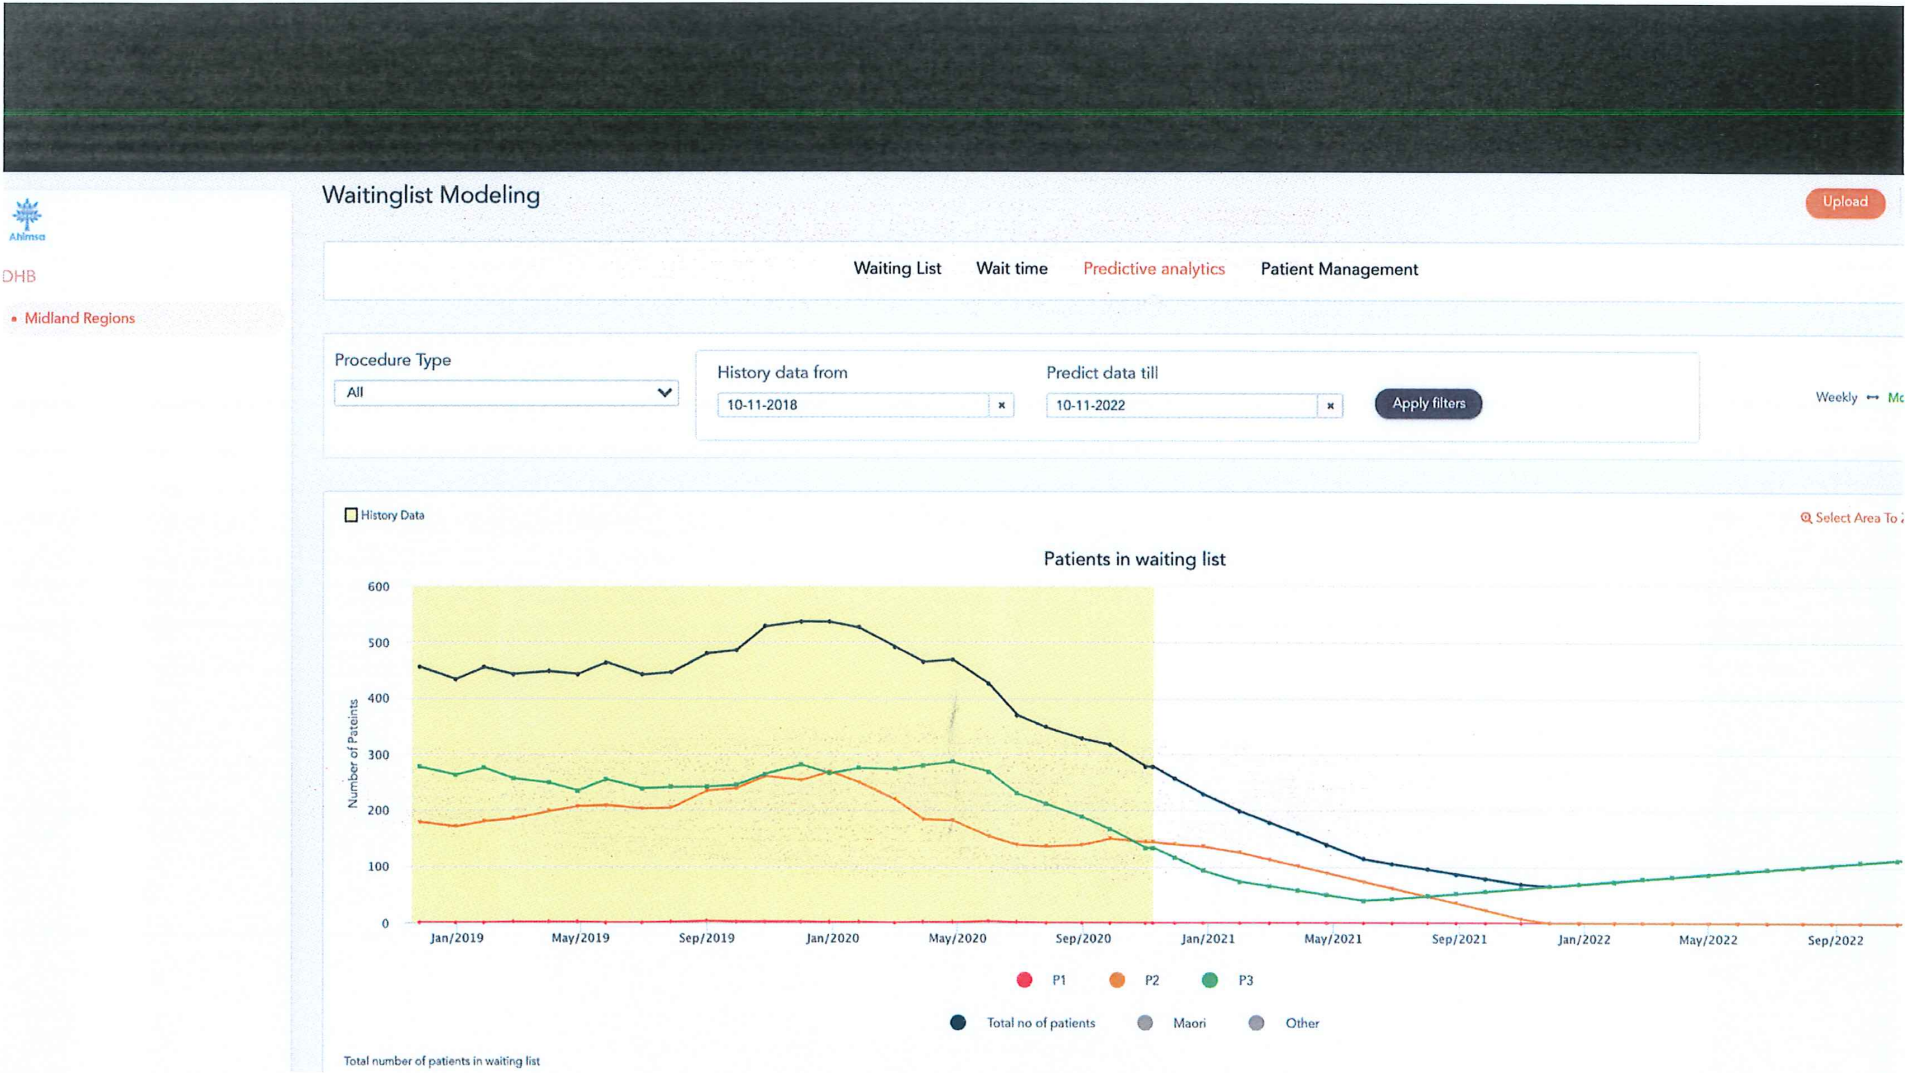 Waitinglist Modeling
Upload
Ahimsa
DHB
Waiting List Wait time Predictive analytics Patient Management
• Midland Regions
Procedure Type
All
History data from
10-11-2018 ×
Predict data till
10-11-2022 ×
Apply filters
Weekly ↔
History Data
Select Area To
Patients in waiting list
Number of Pateints
600
500
400
300
200
100
0
Jan/2019 May/2019 Sep/2019 Jan/2020 May/2020 Sep/2020 Jan/2021 May/2021 Sep/2021 Jan/2022 May/2022 Sep/2022
P1 P2 P3
Total no of patients Maori Other
Total number of patients in waiting list